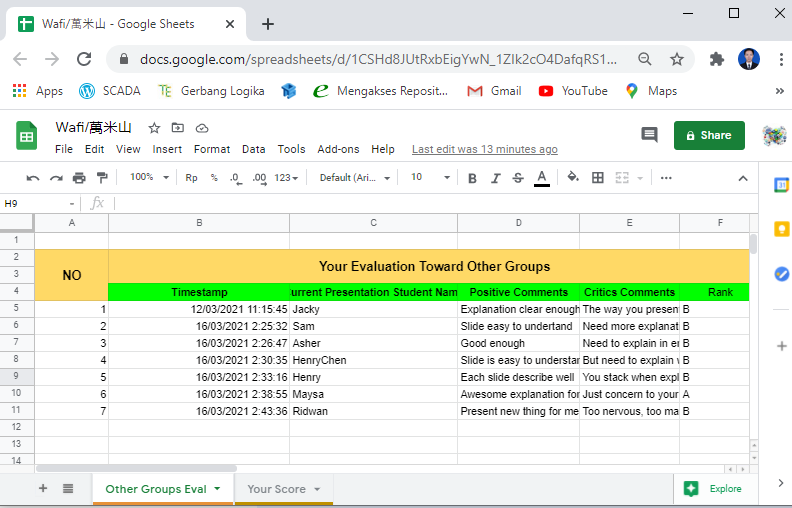 Wafi/萬米山 - Google Sheets
docs.google.com/spreadsheets/d/1CSHd8JUtRxbEigYwN_1ZIk2cO4DafqRS1...
Apps SCADA TE Gerbang Logika Mengakses Reposit... Gmail YouTube Maps
Wafi/萬米山
Share
File Edit View Insert Format Data Tools Add-ons Help Last edit was 13 minutes ago
100% Rp % .0 .00 123 Default (Ari... 10 B I S A
H9 fx
A B C D E F
1
2 Your Evaluation Toward Other Groups
NO
3
4 Timestamp urrent Presentation Student Nam Positive Comments Critics Comments Rank
5 1 12/03/2021 11:15:45 Jacky Explanation clear enough The way you presen B
6 2 16/03/2021 2:25:32 Sam Slide easy to undertand Need more explanat B
7 3 16/03/2021 2:26:47 Asher Good enough Need to explain in en B
8 4 16/03/2021 2:30:35 HenryChen Slide is easy to understan But need to explain w B
9 5 16/03/2021 2:33:16 Henry Each slide describe well You stack when expl B
10 6 16/03/2021 2:38:55 Maysa Awesome explanation for Just concern to your A
11 7 16/03/2021 2:43:36 Ridwan Present new thing for me Too nervous, too ma B
12
13
14
Other Groups Eval Your Score Explore